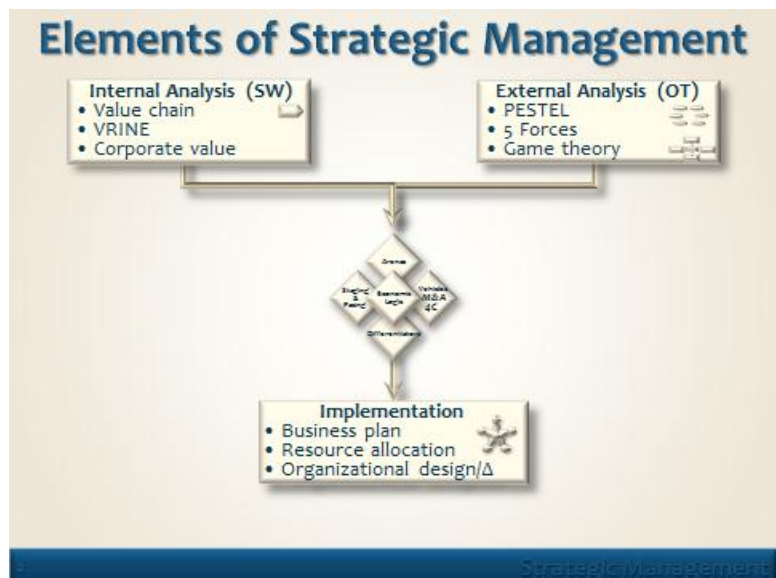 Elements of Strategic Management
Internal Analysis (SW)
• Value chain
• VRINE
• Corporate value
External Analysis (OT)
• PESTEL
• 5 Forces
• Game theory
Arenas
Staging
&
Pacing
Economic
Logic
Vehicles
M&A
4C
Differentiators
Implementation
• Business plan
• Resource allocation
• Organizational design/Δ
2
Strategic Management